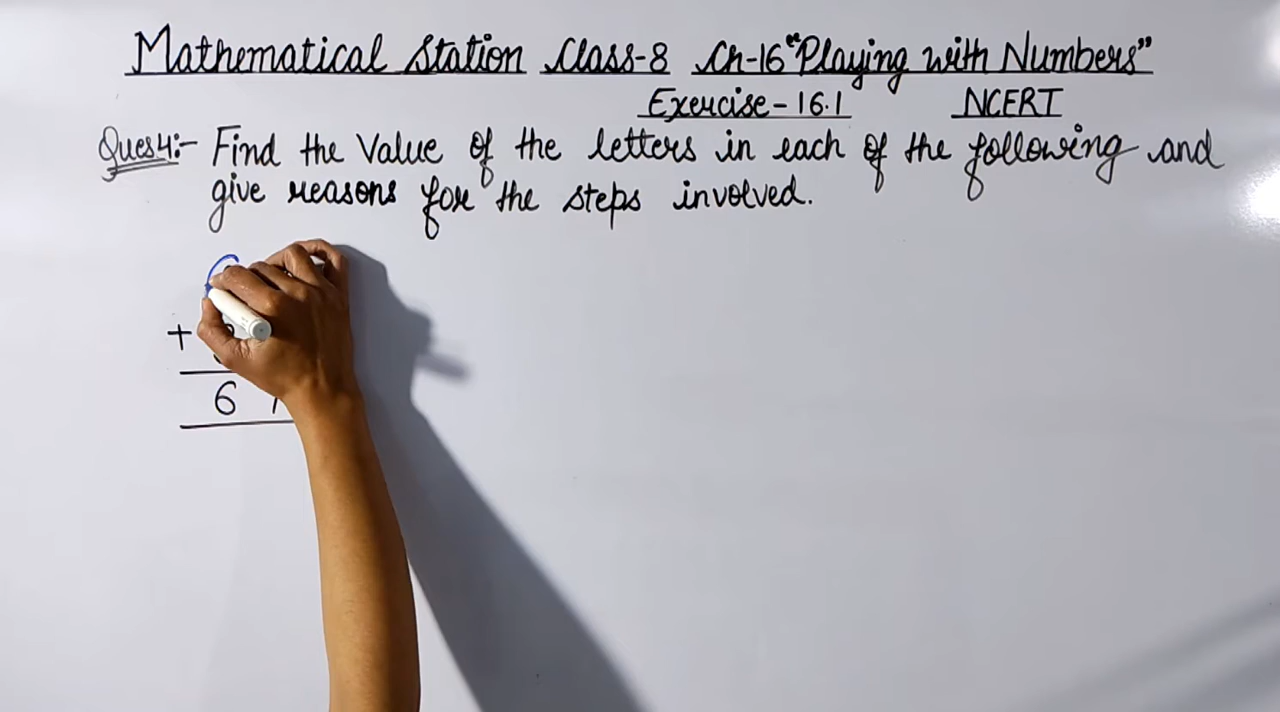 Mathematical Station Class-8 Ch-16 "Playing with Numbers"
Exercise-16.1 NCERT
Ques4:- Find the Value of the letters in each of the following and
give reasons for the steps involved.
+
6